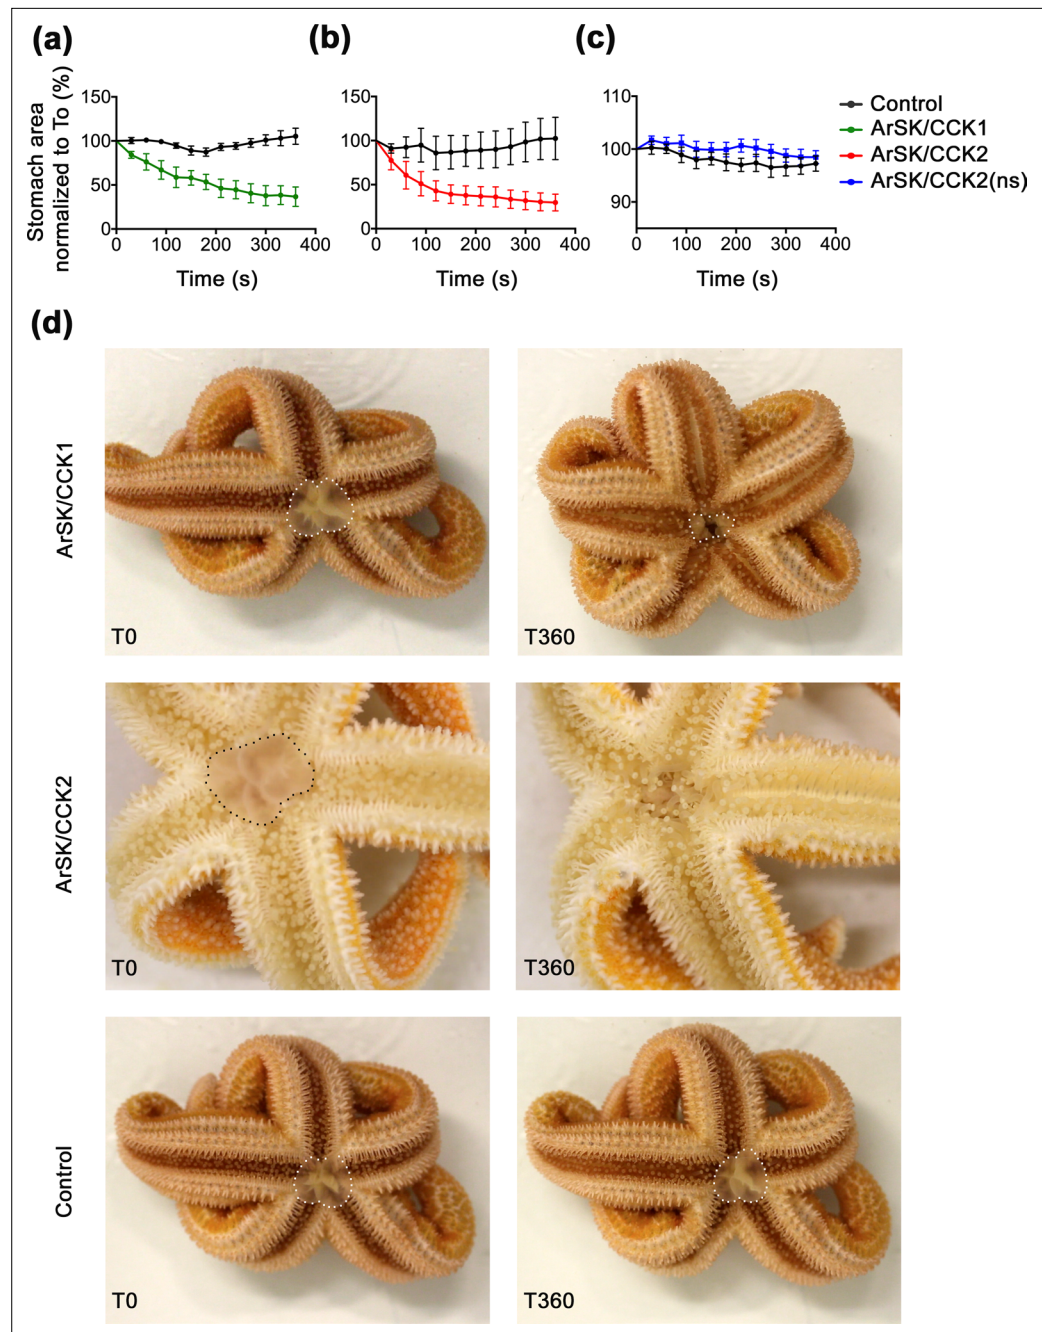 (a)
(b)
(c)
Stomach area
normalized to To (%)
150
100
50
0
0 100 200 300 400
Time (s)
150
100
50
0
0 100 200 300 400
Time (s)
110
100
90
0 100 200 300 400
Time (s)
Control
ArSK/CCK1
ArSK/CCK2
ArSK/CCK2(ns)
(d)
ArSK/CCK1
T0
T360
ArSK/CCK2
T0
T360
Control
T0
T360